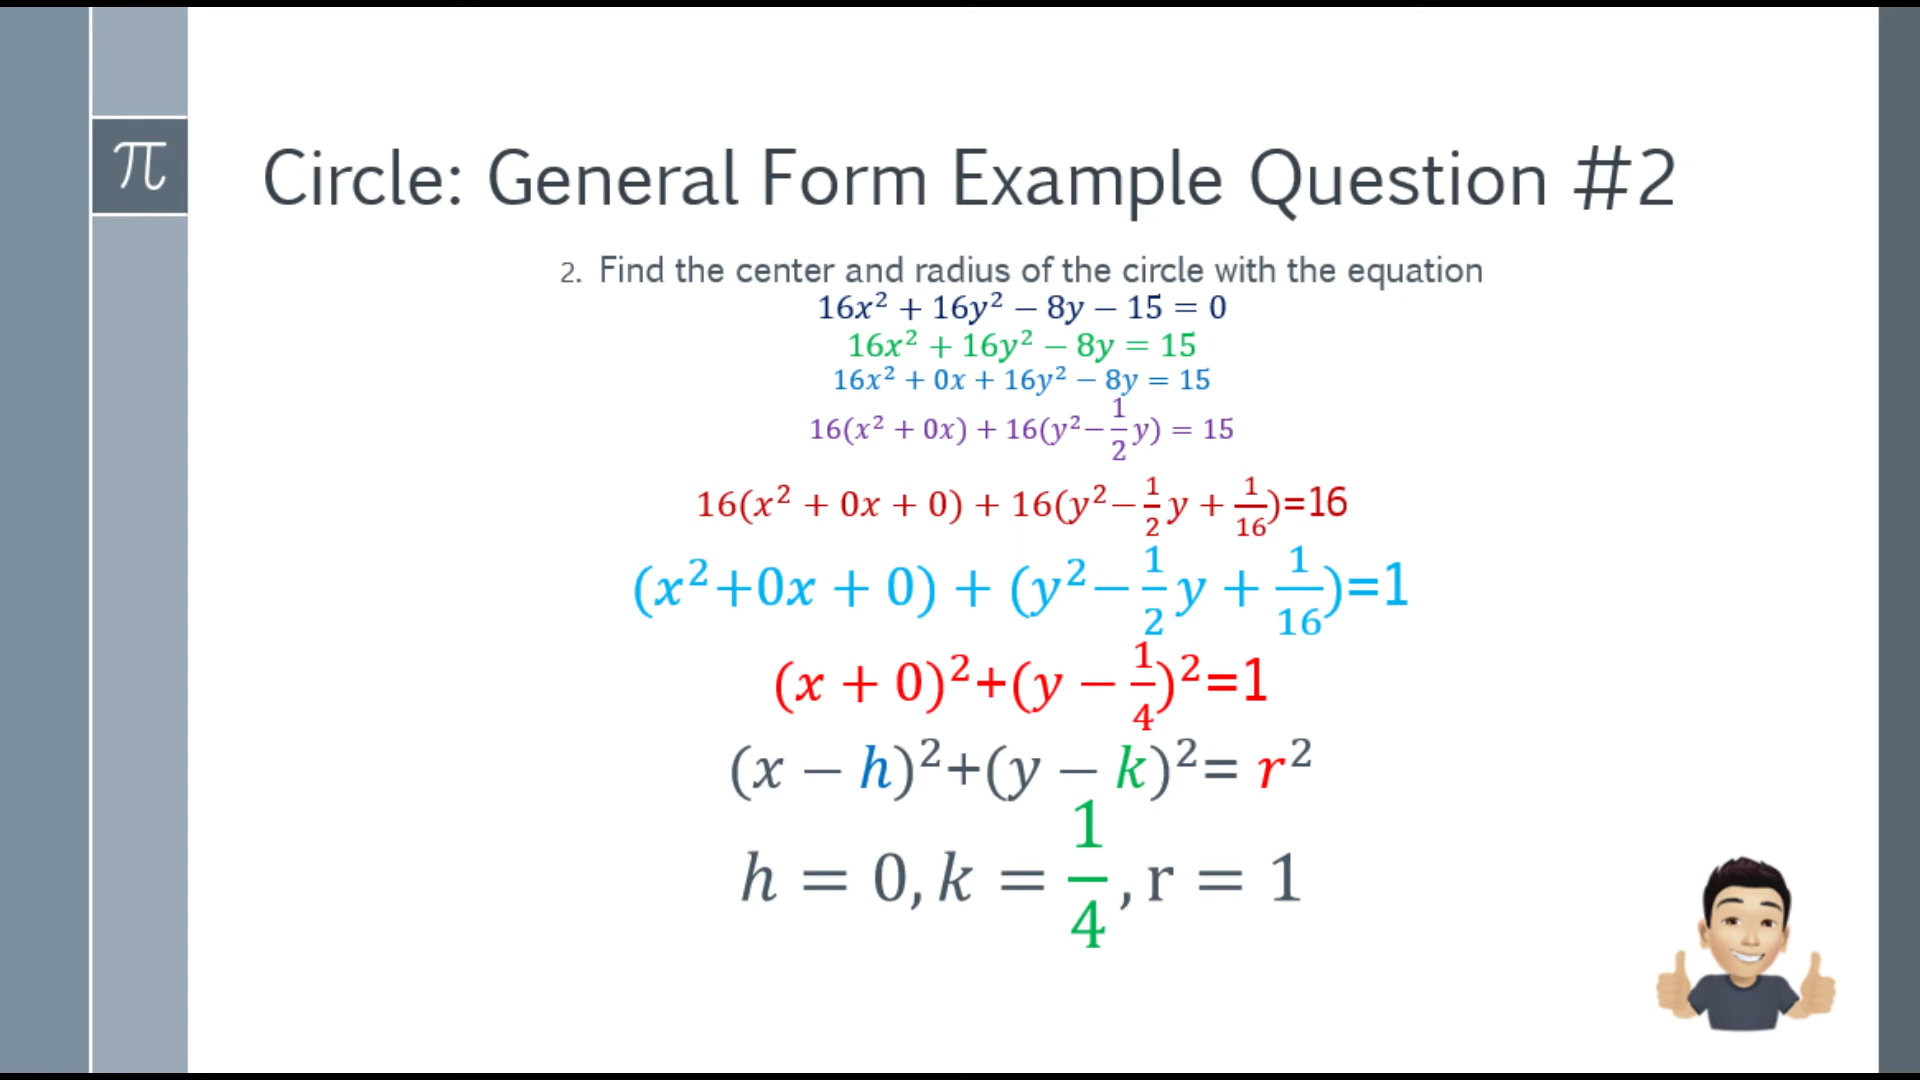 π
Circle: General Form Example Question #2
2. Find the center and radius of the circle with the equation
16x² + 16y² − 8y − 15 = 0
16x² + 16y² − 8y = 15
16x² + 0x + 16y² − 8y = 15
16(x² + 0x) + 16(y²−1/2y) = 15
16(x² + 0x + 0) + 16(y²−1/2y + 1/16)=16
(x²+0x + 0) + (y²−1/2y + 1/16)=1
(x + 0)²+(y − 1/4)²=1
(x − h)²+(y − k)²= r²
h = 0, k = 1/4, r = 1